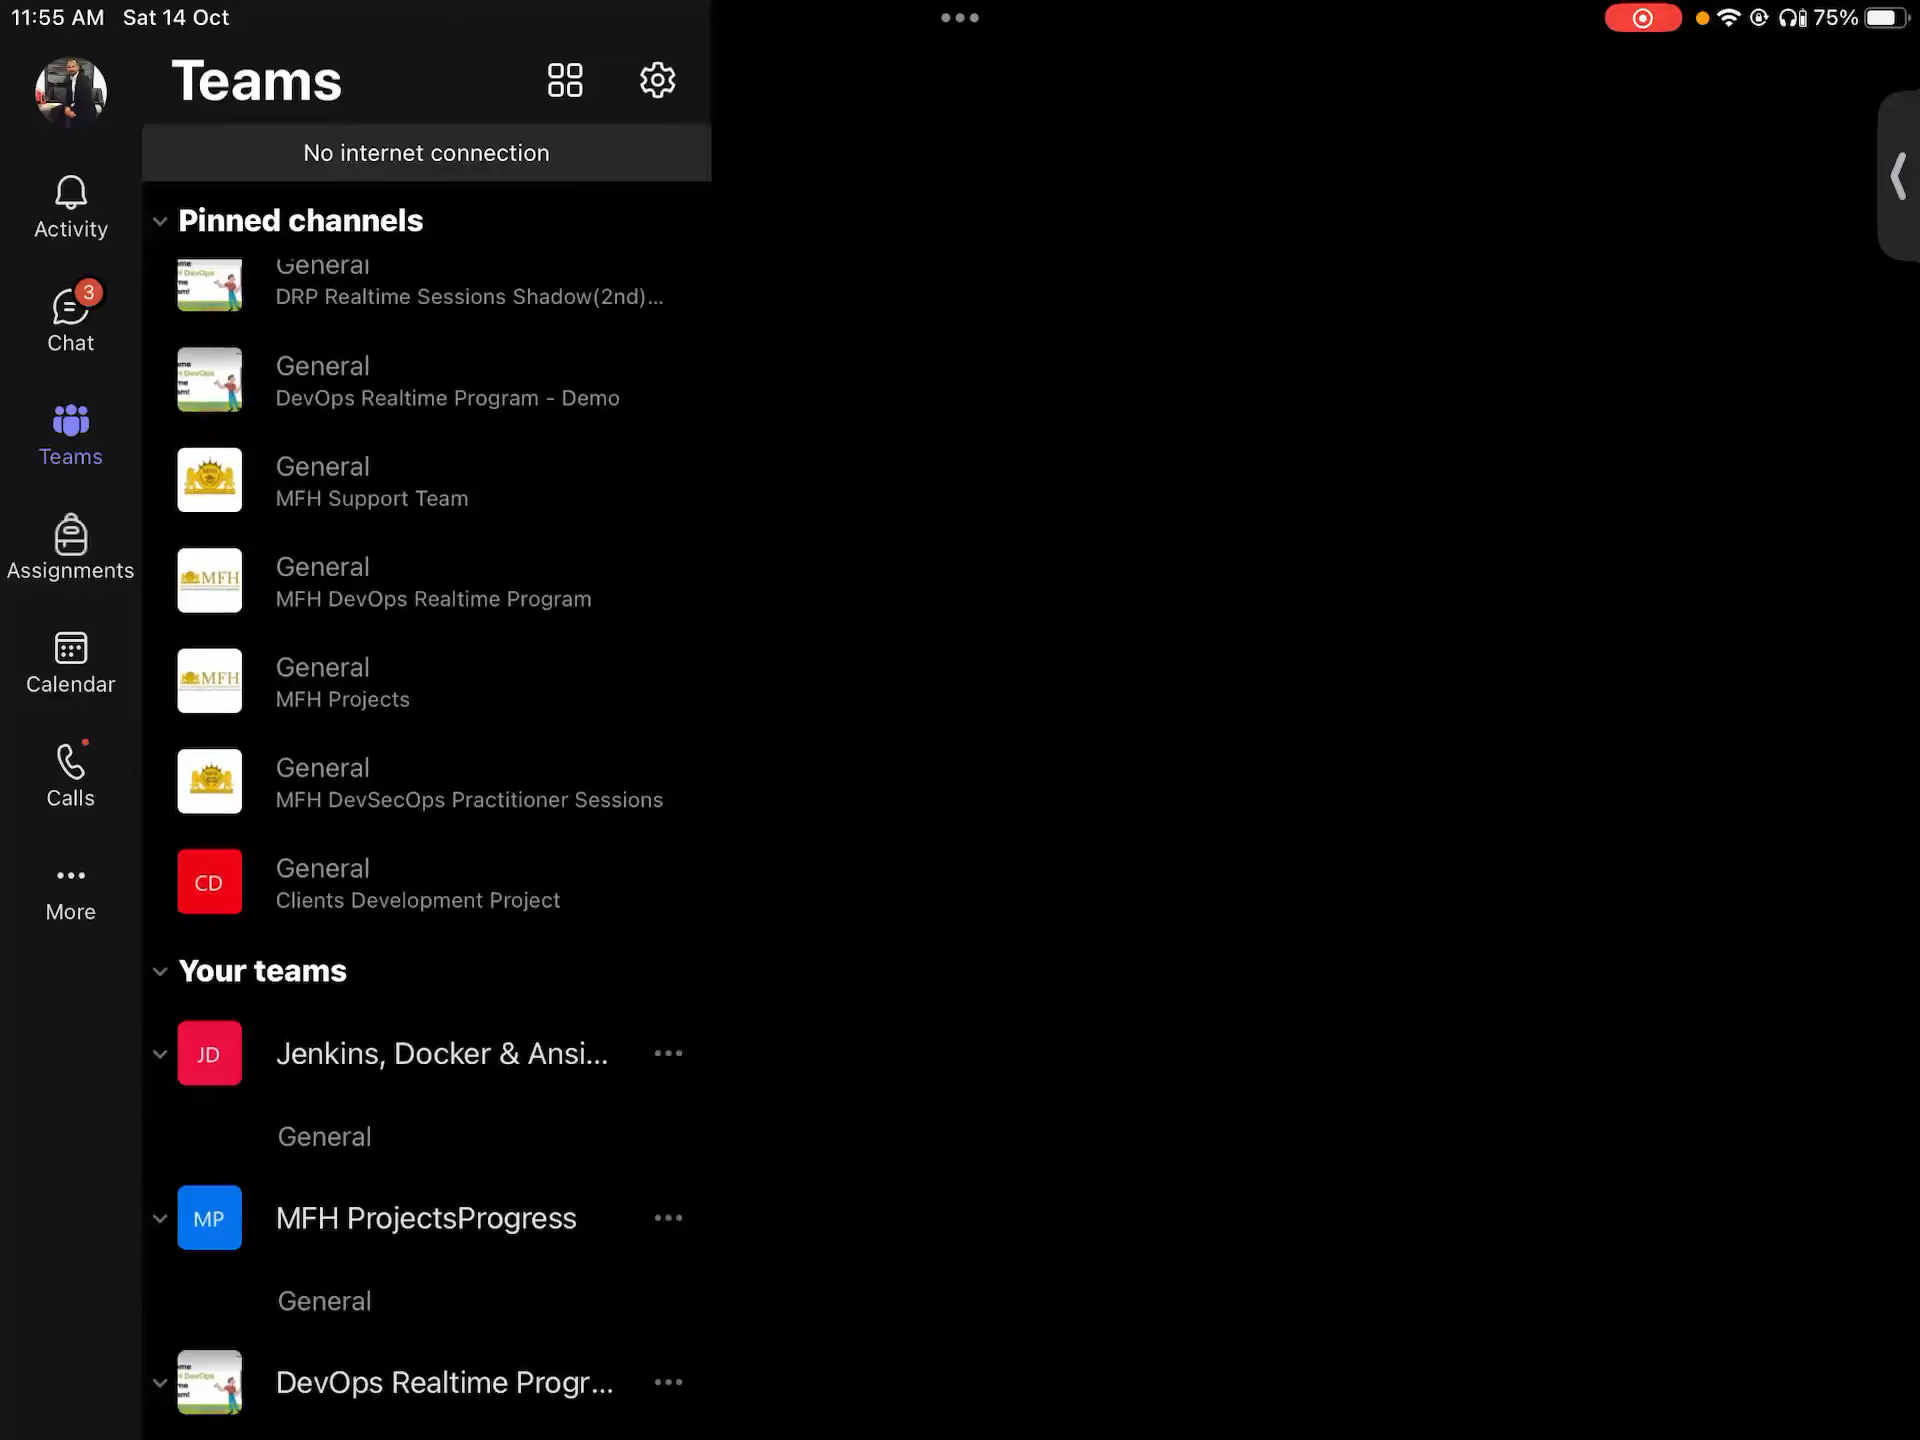 11:55 AM Sat 14 Oct
75%
Teams
No internet connection
Activity
3
Chat
Teams
Assignments
Calendar
Calls
More
Pinned channels
General
DRP Realtime Sessions Shadow(2nd)...
General
DevOps Realtime Program - Demo
General
MFH Support Team
MFH
General
MFH DevOps Realtime Program
MFH
General
MFH Projects
General
MFH DevSecOps Practitioner Sessions
CD
General
Clients Development Project
Your teams
JD
Jenkins, Docker & Ansi...
General
MP
MFH ProjectsProgress
General
DevOps Realtime Progr...